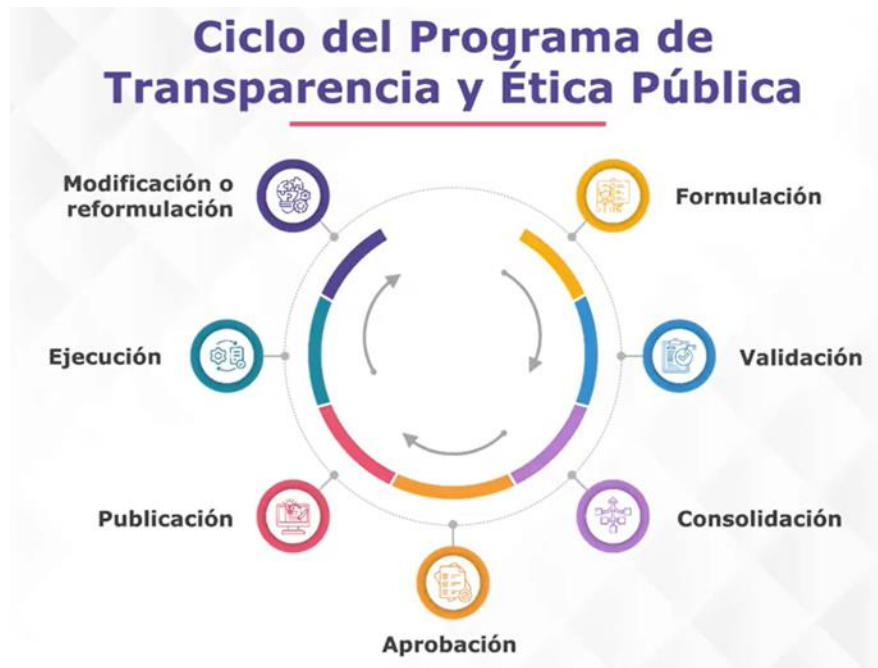 Ciclo del Programa de
Transparencia y Ética Pública
Modificación o
reformulación
Formulación
Ejecución
Validación
Publicación
Consolidación
Aprobación